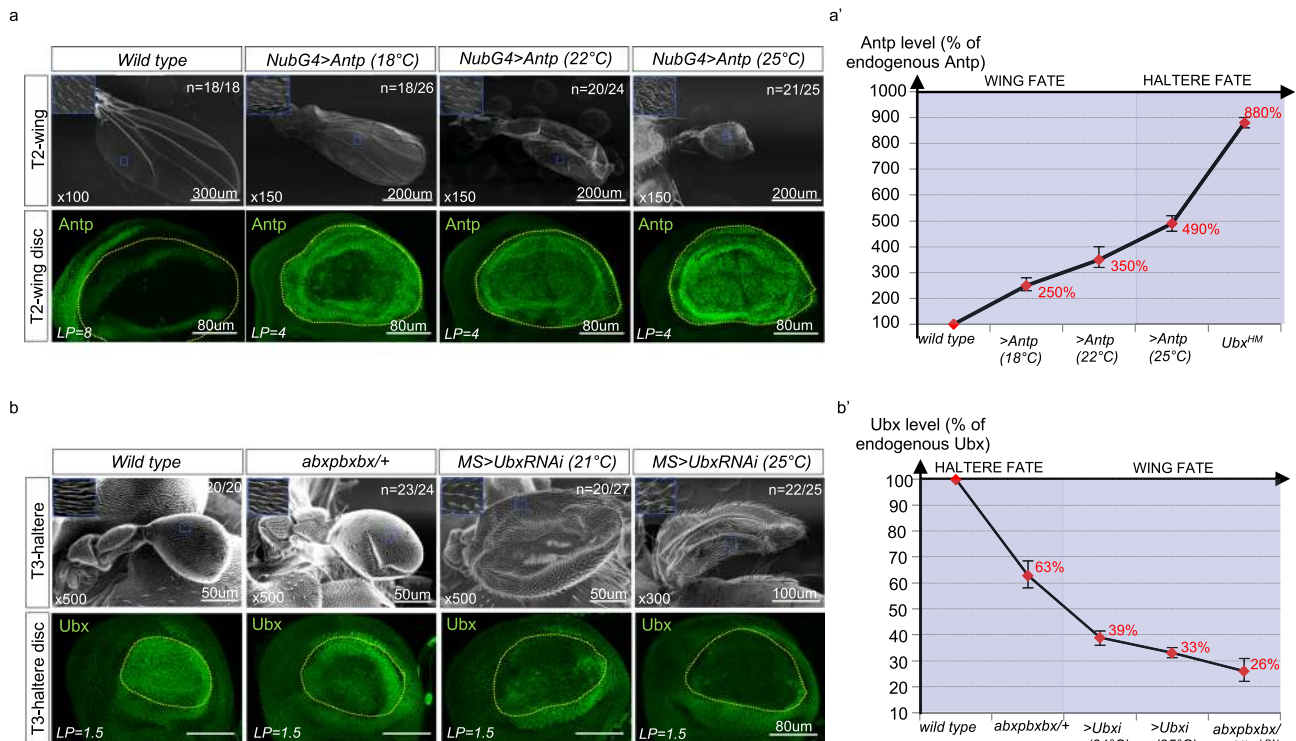 a
Wild type
NubG4>Antp (18°C)
NubG4>Antp (22°C)
NubG4>Antp (25°C)
T2-wing
n=18/18
n=18/26
n=20/24
n=21/25
x100
300um
x150
200um
x150
200um
x150
200um
T2-wing disc
Antp
Antp
Antp
Antp
LP=8
80um
LP=4
80um
LP=4
80um
LP=4
80um
a'
Antp level (% of
endogenous Antp)
WING FATE
HALTERE FATE
1000
900
800
700
600
500
400
300
200
100
880%
490%
350%
250%
wild type
>Antp
(18°C)
>Antp
(22°C)
>Antp
(25°C)
UbxHM
b
Wild type
abxpbxbx/+
MS>UbxRNAi (21°C)
MS>UbxRNAi (25°C)
T3-haltere
20/20
n=23/24
n=20/27
n=22/25
x500
50um
x500
50um
x500
50um
x300
100um
T3-haltere disc
Ubx
Ubx
Ubx
Ubx
LP=1.5
LP=1.5
LP=1.5
LP=1.5
80um
b'
Ubx level (% of
endogenous Ubx)
HALTERE FATE
WING FATE
100
90
80
70
60
50
40
30
20
10
63%
39%
33%
26%
wild type
abxpbxbx/+
>Ubxi
>Ubxi
abxpbxbx/